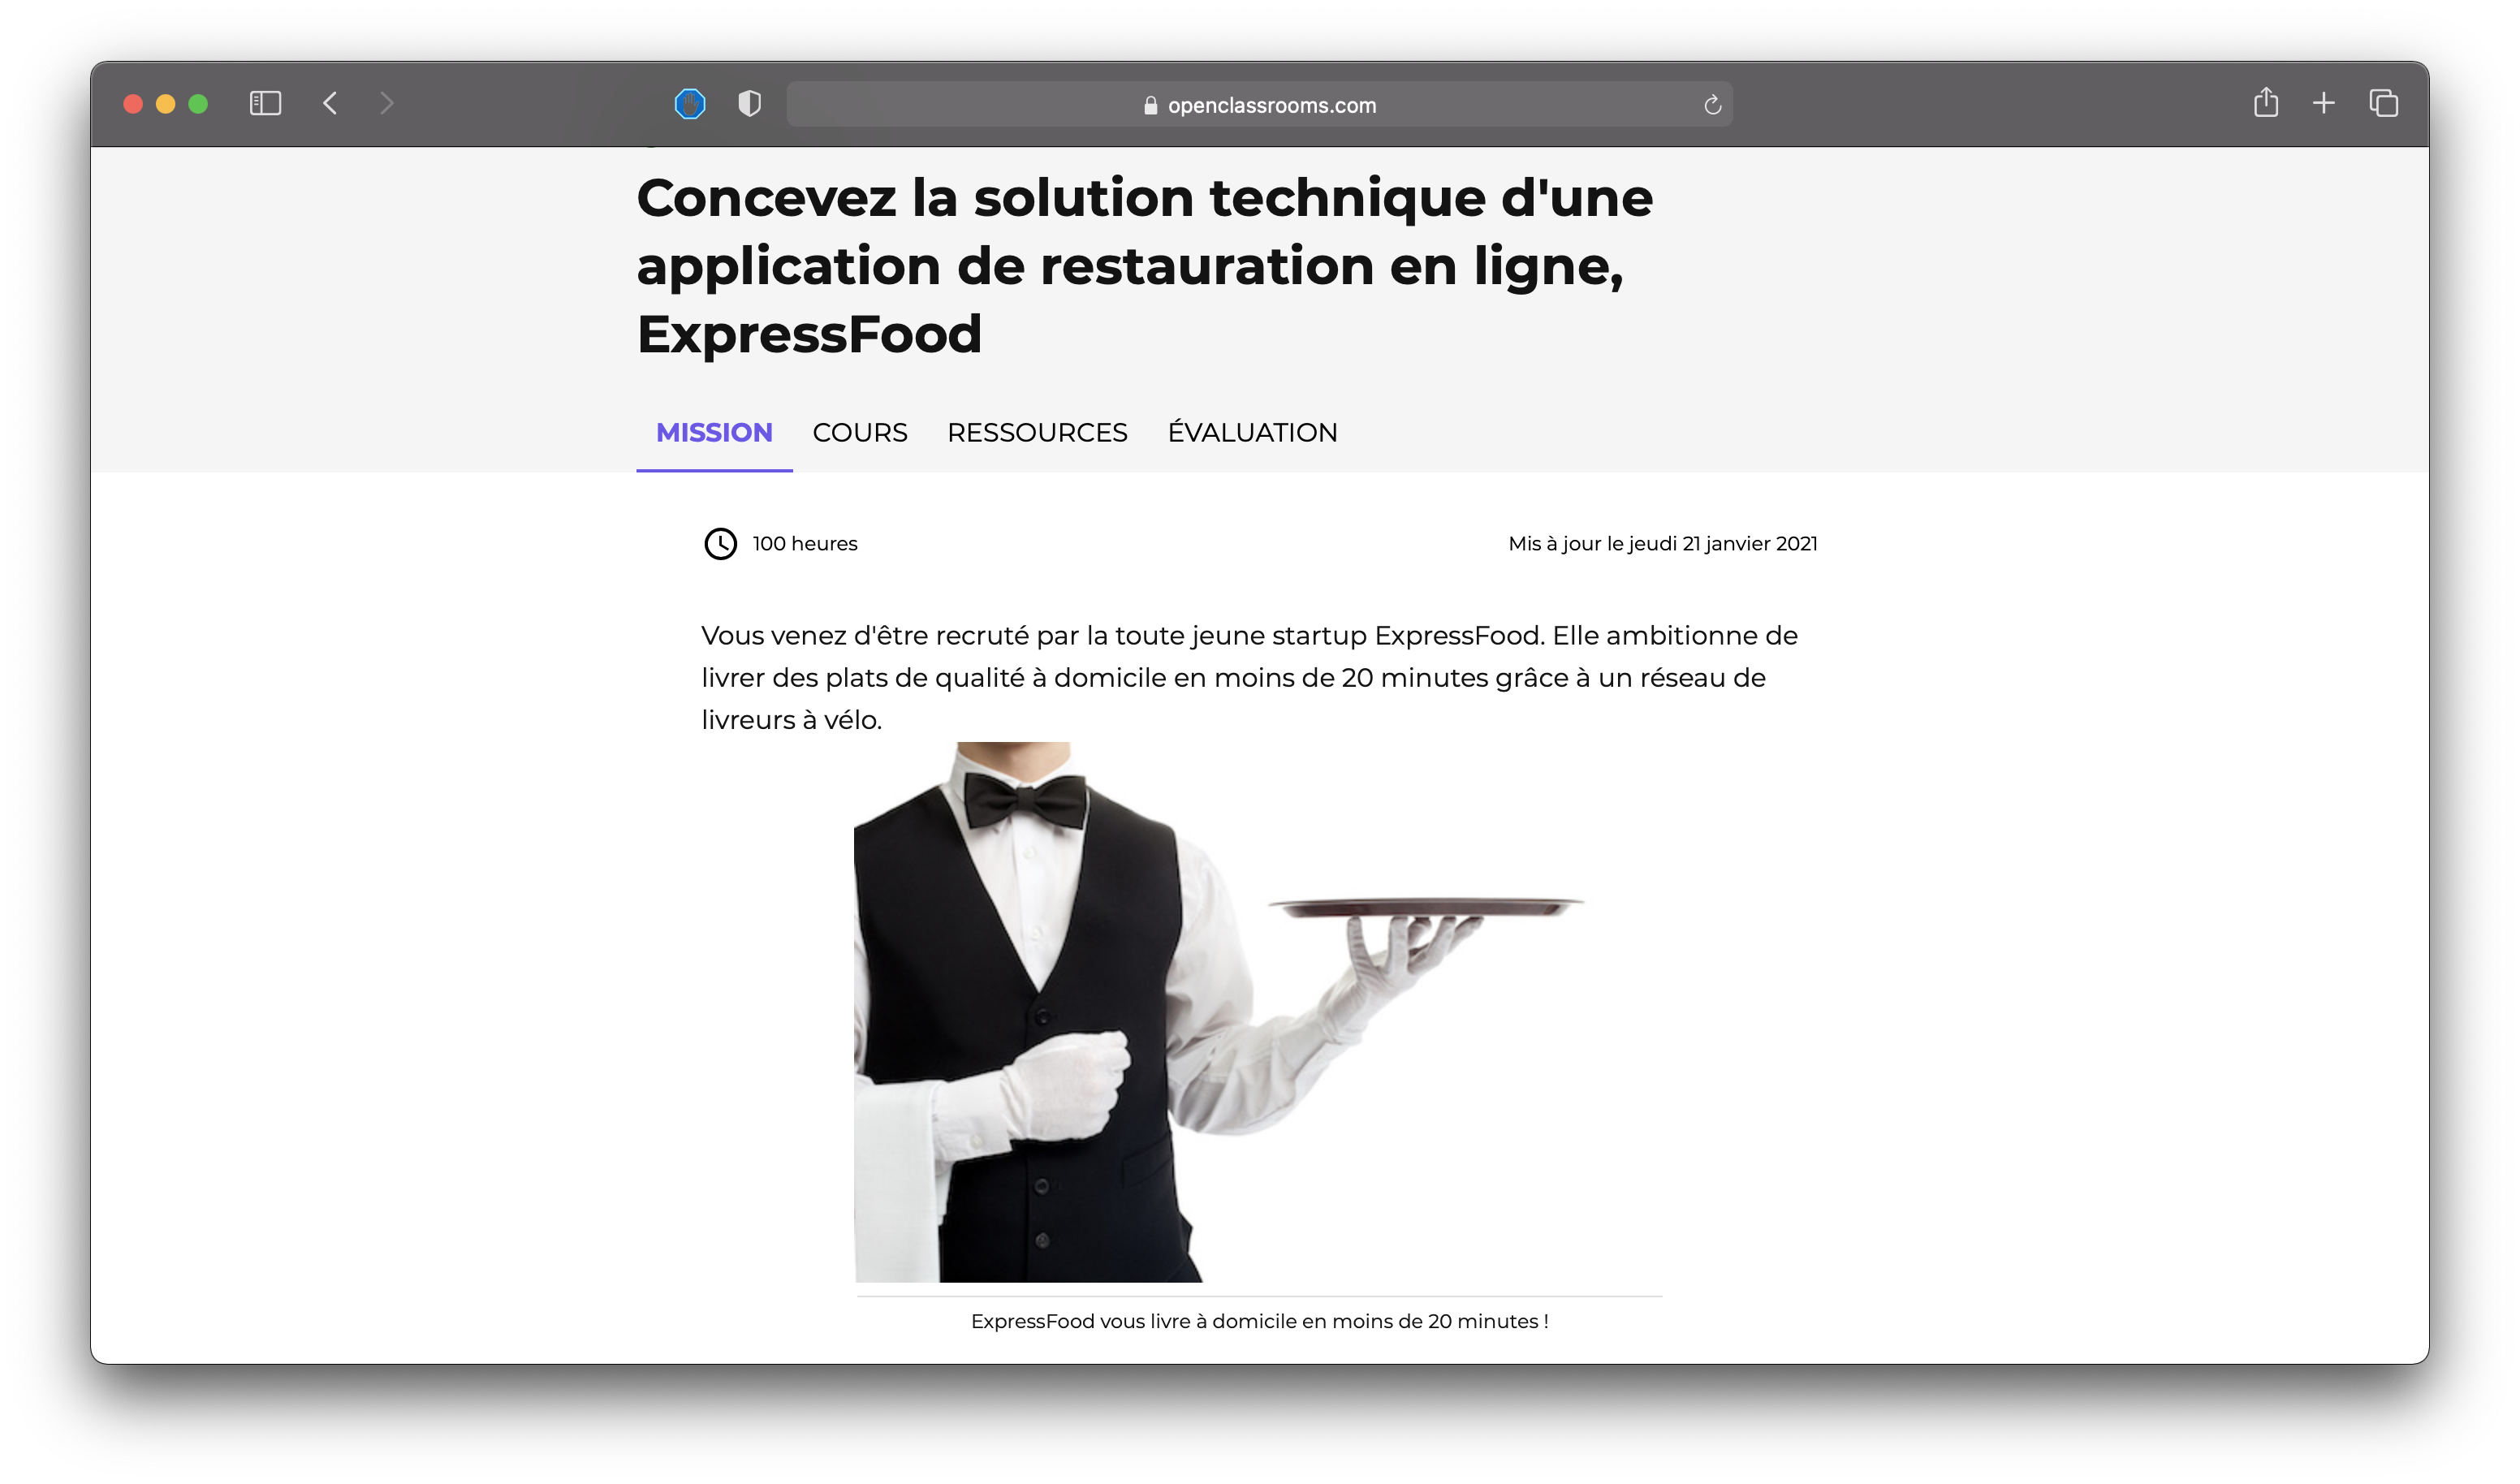 openclassrooms.com
Concevez la solution technique d'une
application de restauration en ligne,
ExpressFood
MISSION COURS RESSOURCES ÉVALUATION
100 heures
Mis à jour le jeudi 21 janvier 2021
Vous venez d'être recruté par la toute jeune startup ExpressFood. Elle ambitionne de
livrer des plats de qualité à domicile en moins de 20 minutes grâce à un réseau de
livreurs à vélo.
ExpressFood vous livre à domicile en moins de 20 minutes !